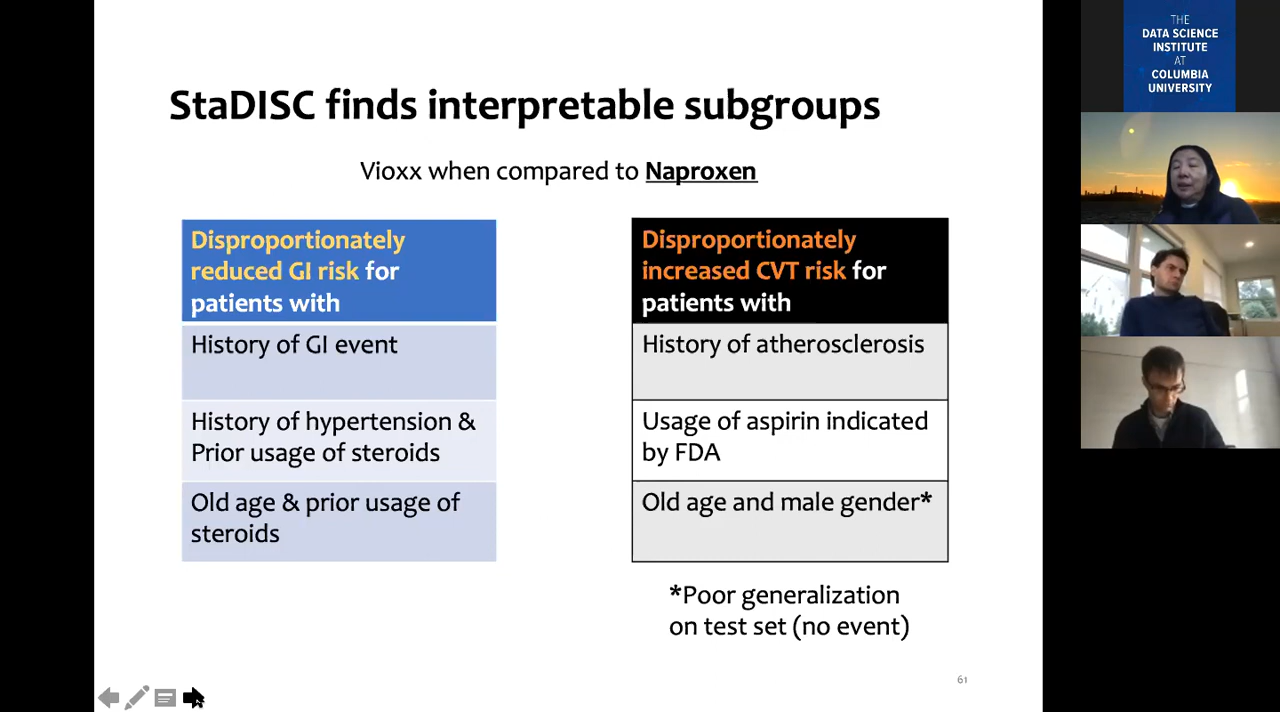 StaDISC finds interpretable subgroups
Vioxx when compared to Naproxen
Disproportionately
reduced GI risk for
patients with
History of GI event
History of hypertension &
Prior usage of steroids
Old age & prior usage of
steroids
Disproportionately
increased CVT risk for
patients with
History of atherosclerosis
Usage of aspirin indicated
by FDA
Old age and male gender*
*Poor generalization
on test set (no event)
61
THE
DATA SCIENCE
INSTITUTE
AT
COLUMBIA
UNIVERSITY